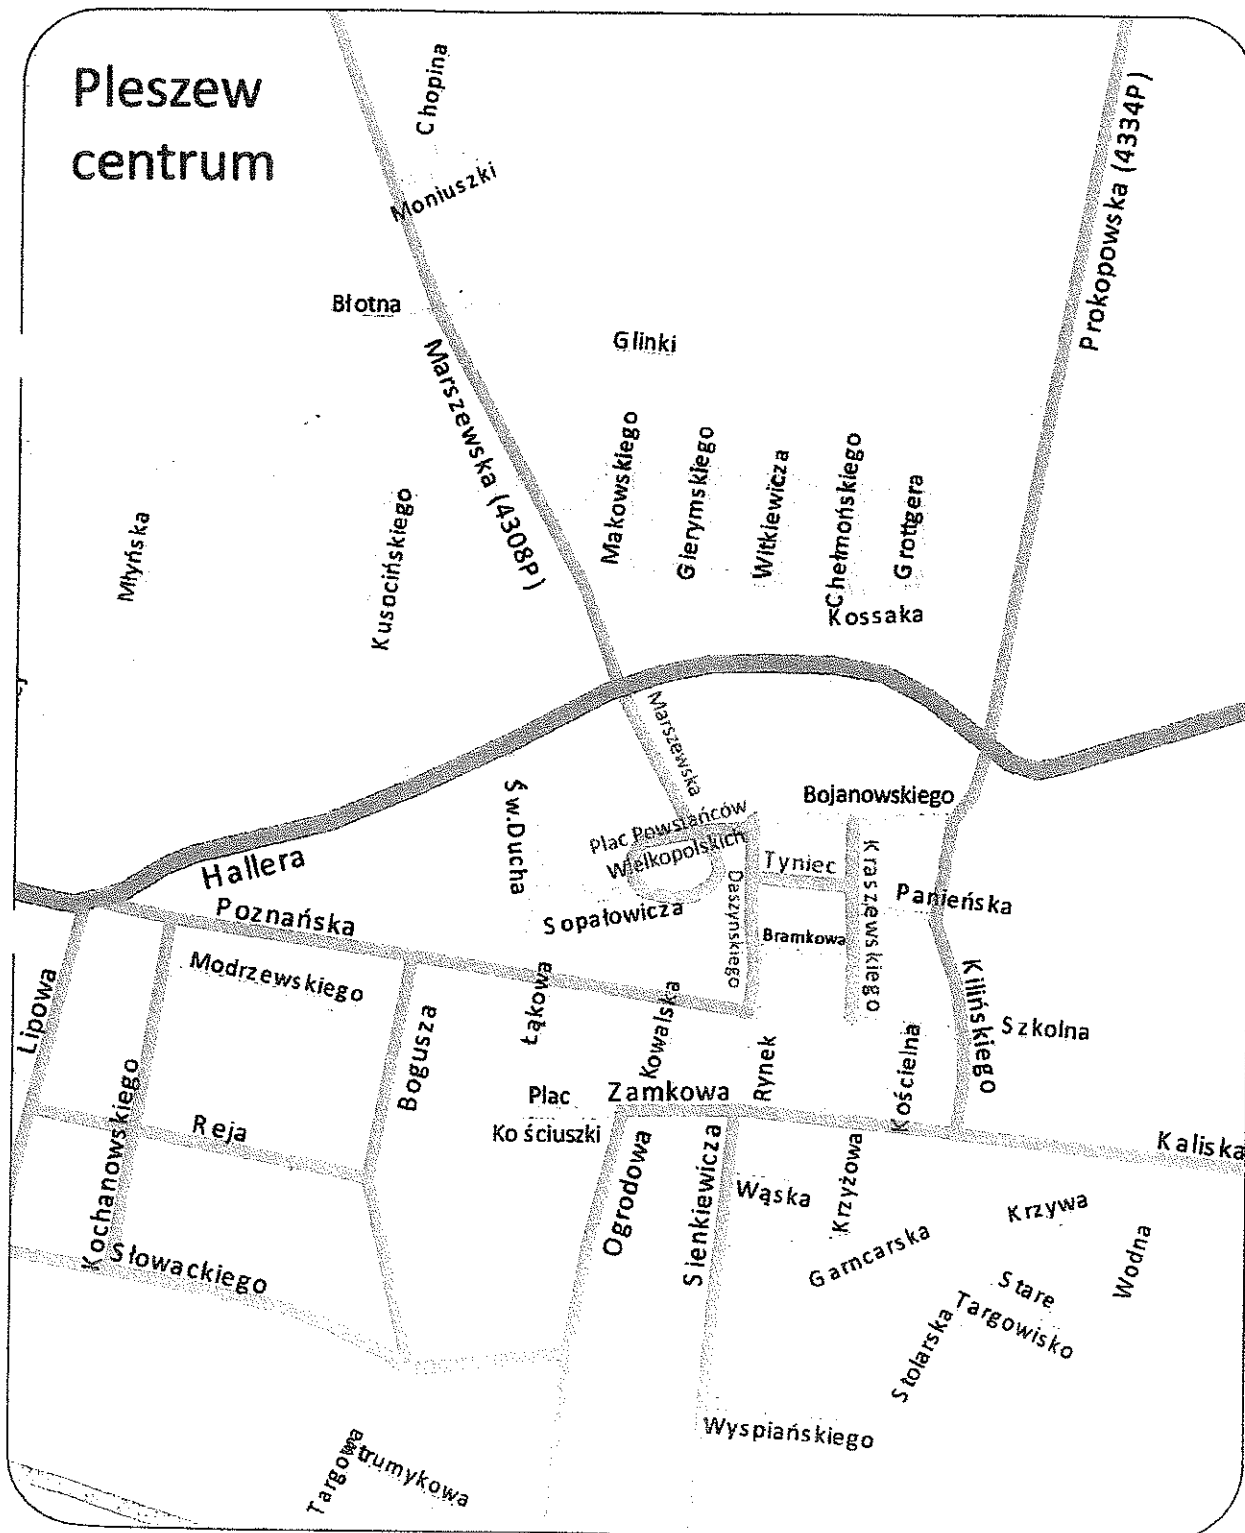 Pleszew
centrum
Chopina
Moniuszki
Prokopowska (4334P)
Błotna
Glinki
Marszewska (4308P)
Makowskiego
Gierymskiego
Witkiewicza
Chełmońskiego
Grottgera
Młyńska
Kusocińskiego
Kossaka
Marszewska
Św.Ducha
Bojanowskiego
Plac Powstańców
Wielkopolskich
Hallera
Tyniec
Kraszewskiego
Daszyńskiego
Panieńska
Poznańska
Sopałowicza
Bramkowa
Modrzewskiego
Lipowa
Łąkowa
Kowalska
Kilińskiego
Szkolna
Bogusza
Rynek
Kościelna
Plac
Kościuszki
Zamkowa
Kochanowskiego
Reja
Kaliska
Ogrodowa
Sienkiewicza
Wąska
Krzyżowa
Krzywa
Garncarska
Wodna
Słowackiego
Stare
Targowisko
Stolarska
Wyspiańskiego
Targowa
Strumykowa